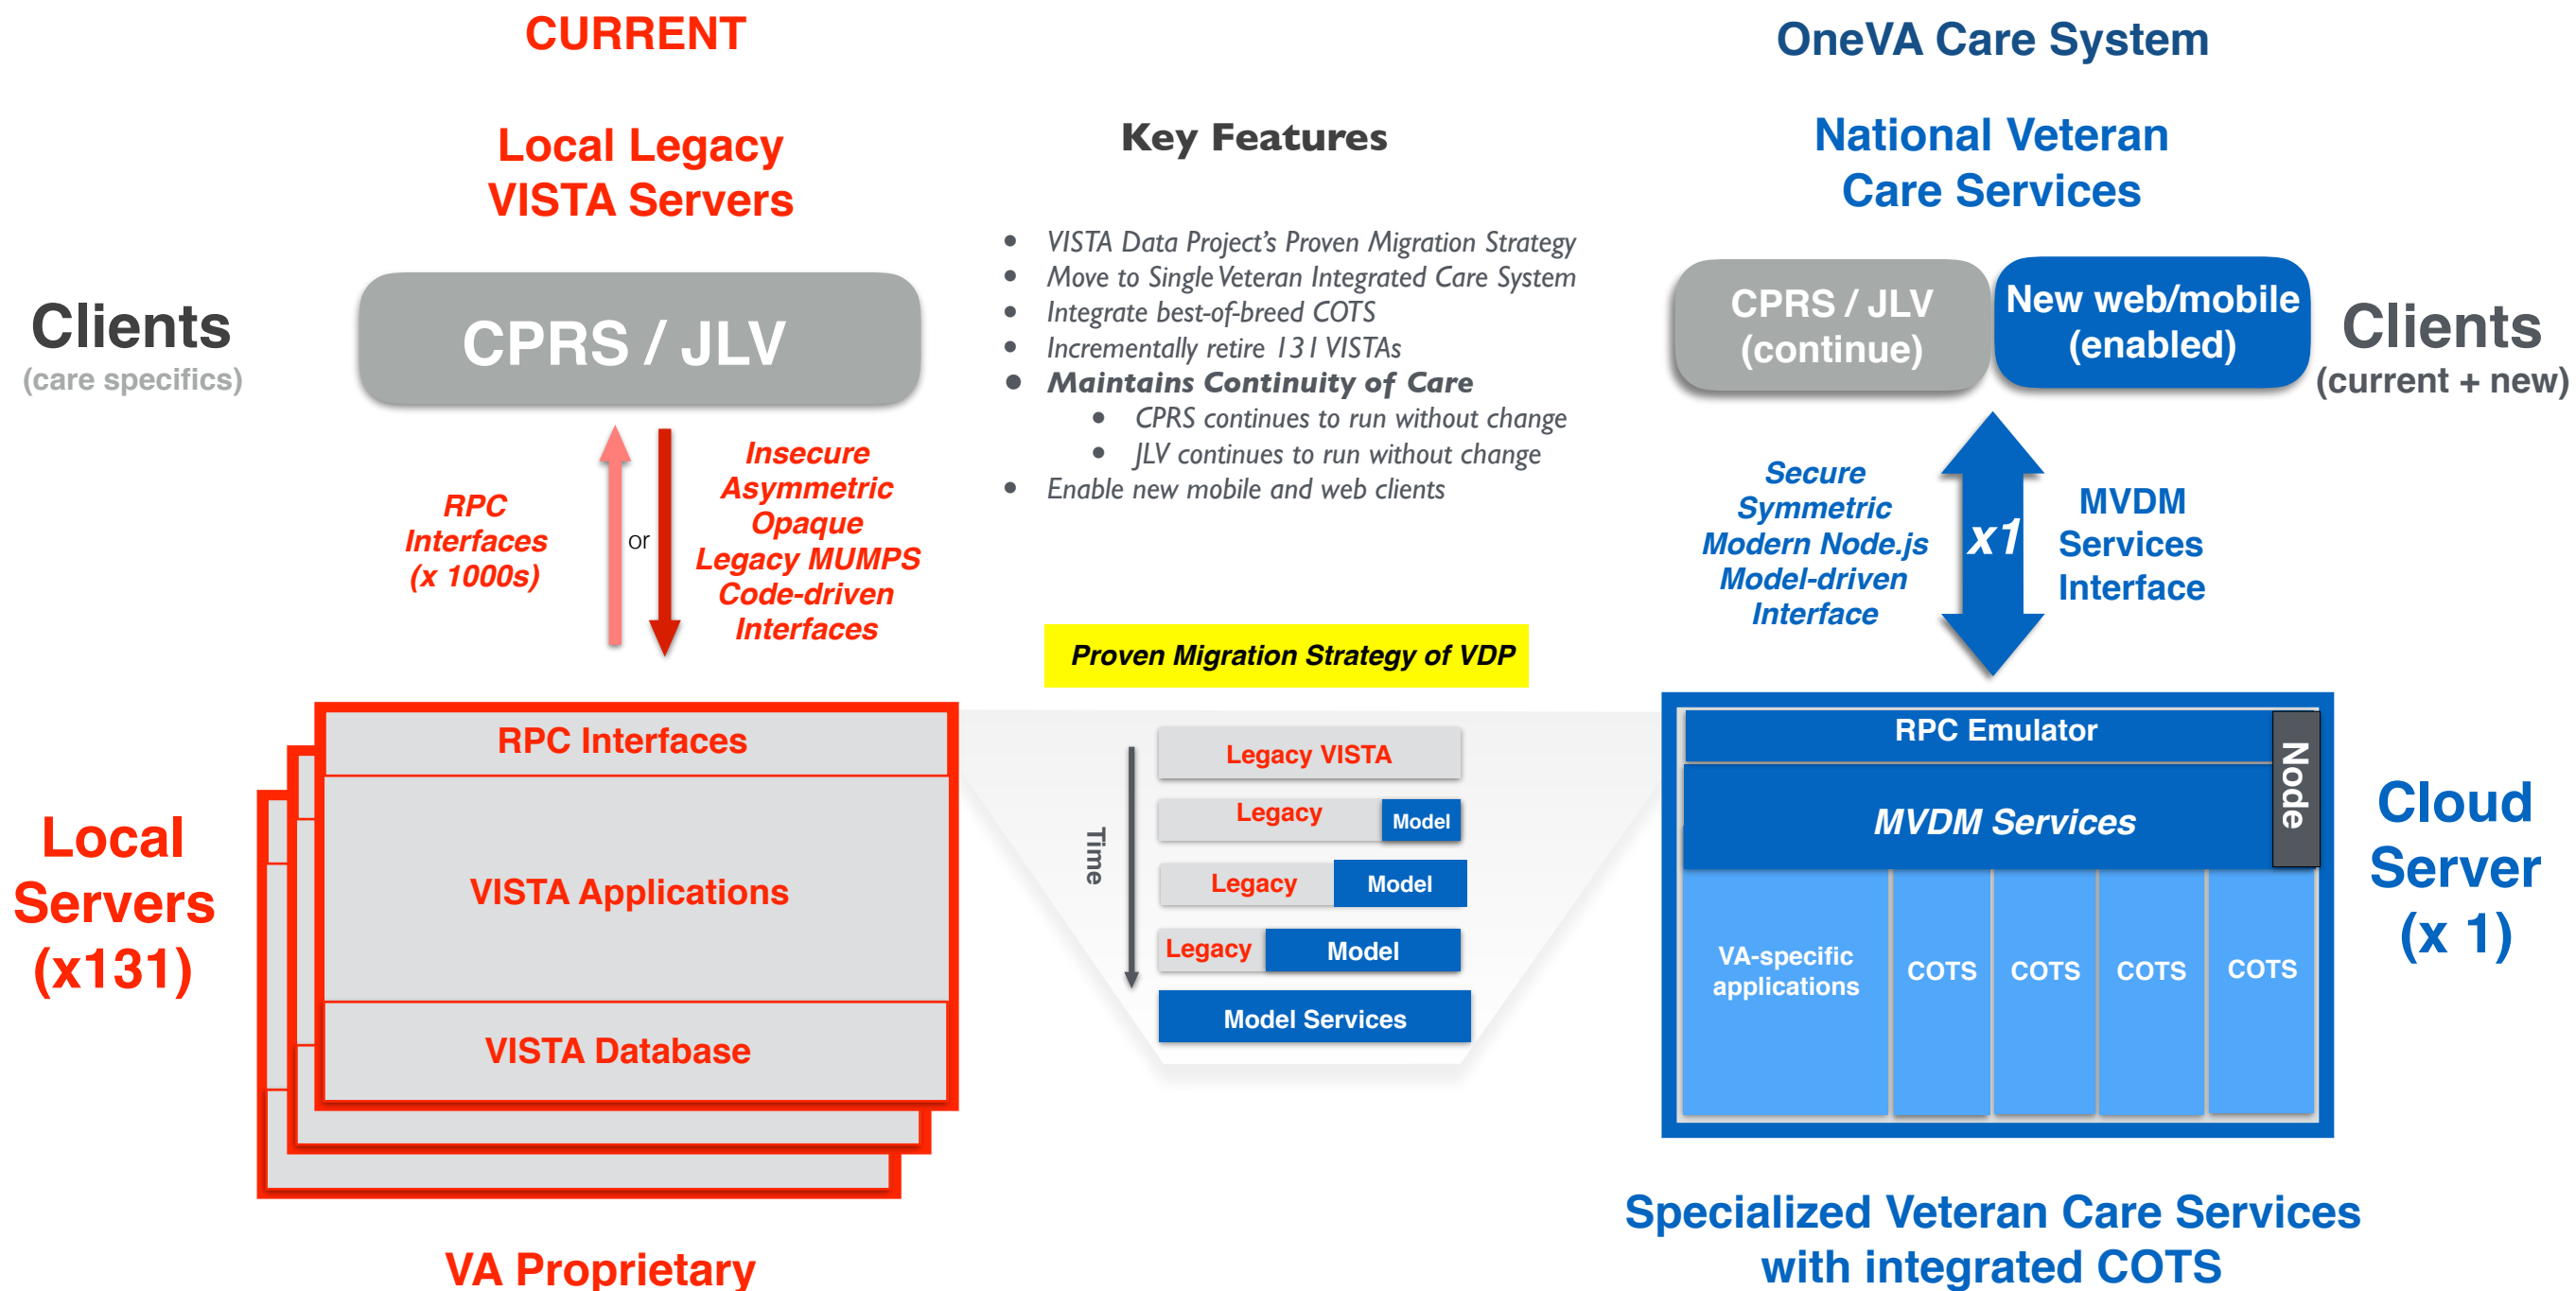 CURRENT
Local Legacy
VISTA Servers
Clients
(care specifics)
CPRS / JLV
RPC
Interfaces
(x 1000s)
or
Insecure
Asymmetric
Opaque
Legacy MUMPS
Code-driven
Interfaces
Local
Servers
(x131)
RPC Interfaces
VISTA Applications
VISTA Database
VA Proprietary
Key Features
• VISTA Data Project's Proven Migration Strategy
• Move to Single Veteran Integrated Care System
• Integrate best-of-breed COTS
• Incrementally retire 131 VISTAs
• Maintains Continuity of Care
• CPRS continues to run without change
• JLV continues to run without change
• Enable new mobile and web clients
Proven Migration Strategy of VDP
Time
Legacy VISTA
Legacy Model
Legacy Model
Legacy Model
Model Services
OneVA Care System
National Veteran
Care Services
CPRS / JLV
(continue)
New web/mobile
(enabled)
Clients
(current + new)
Secure
Symmetric
Modern Node.js
Model-driven
Interface
x1
MVDM
Services
Interface
RPC Emulator
MVDM Services
Node
VA-specific
applications
COTS COTS COTS COTS
Cloud
Server
(x 1)
Specialized Veteran Care Services
with integrated COTS